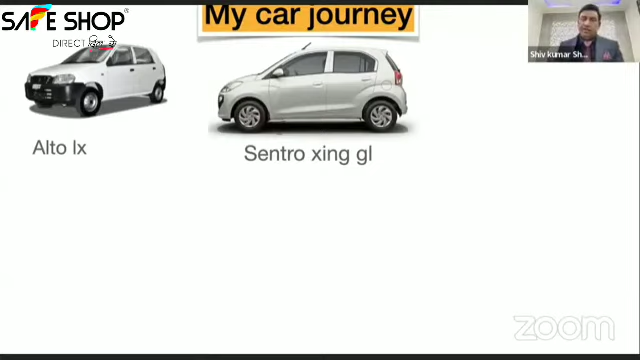 SAFE SHOP®
DIRECT दिल से
My car journey
Shiv kumar Sh...
Alto lx
Sentro xing gl
zoom